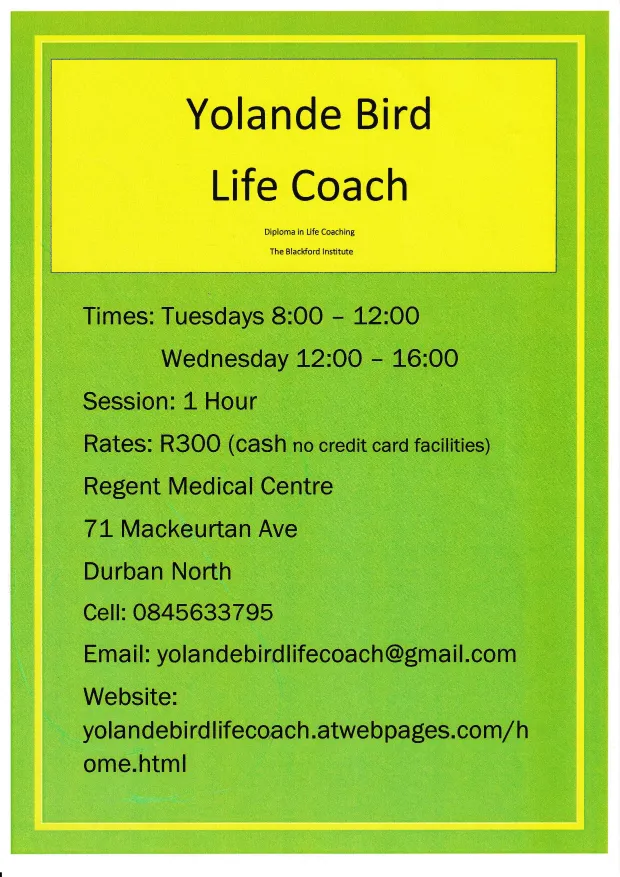 Yolande Bird
Life Coach
Diploma in Life Coaching
The Blackford Institute
Times: Tuesdays 8:00 – 12:00
Wednesday 12:00 – 16:00
Session: 1 Hour
Rates: R300 (cash no credit card facilities)
Regent Medical Centre
71 Mackeurtan Ave
Durban North
Cell: 0845633795
Email: yolandebirdlifecoach@gmail.com
Website:
yolandebirdlifecoach.atwebpages.com/h
ome.html